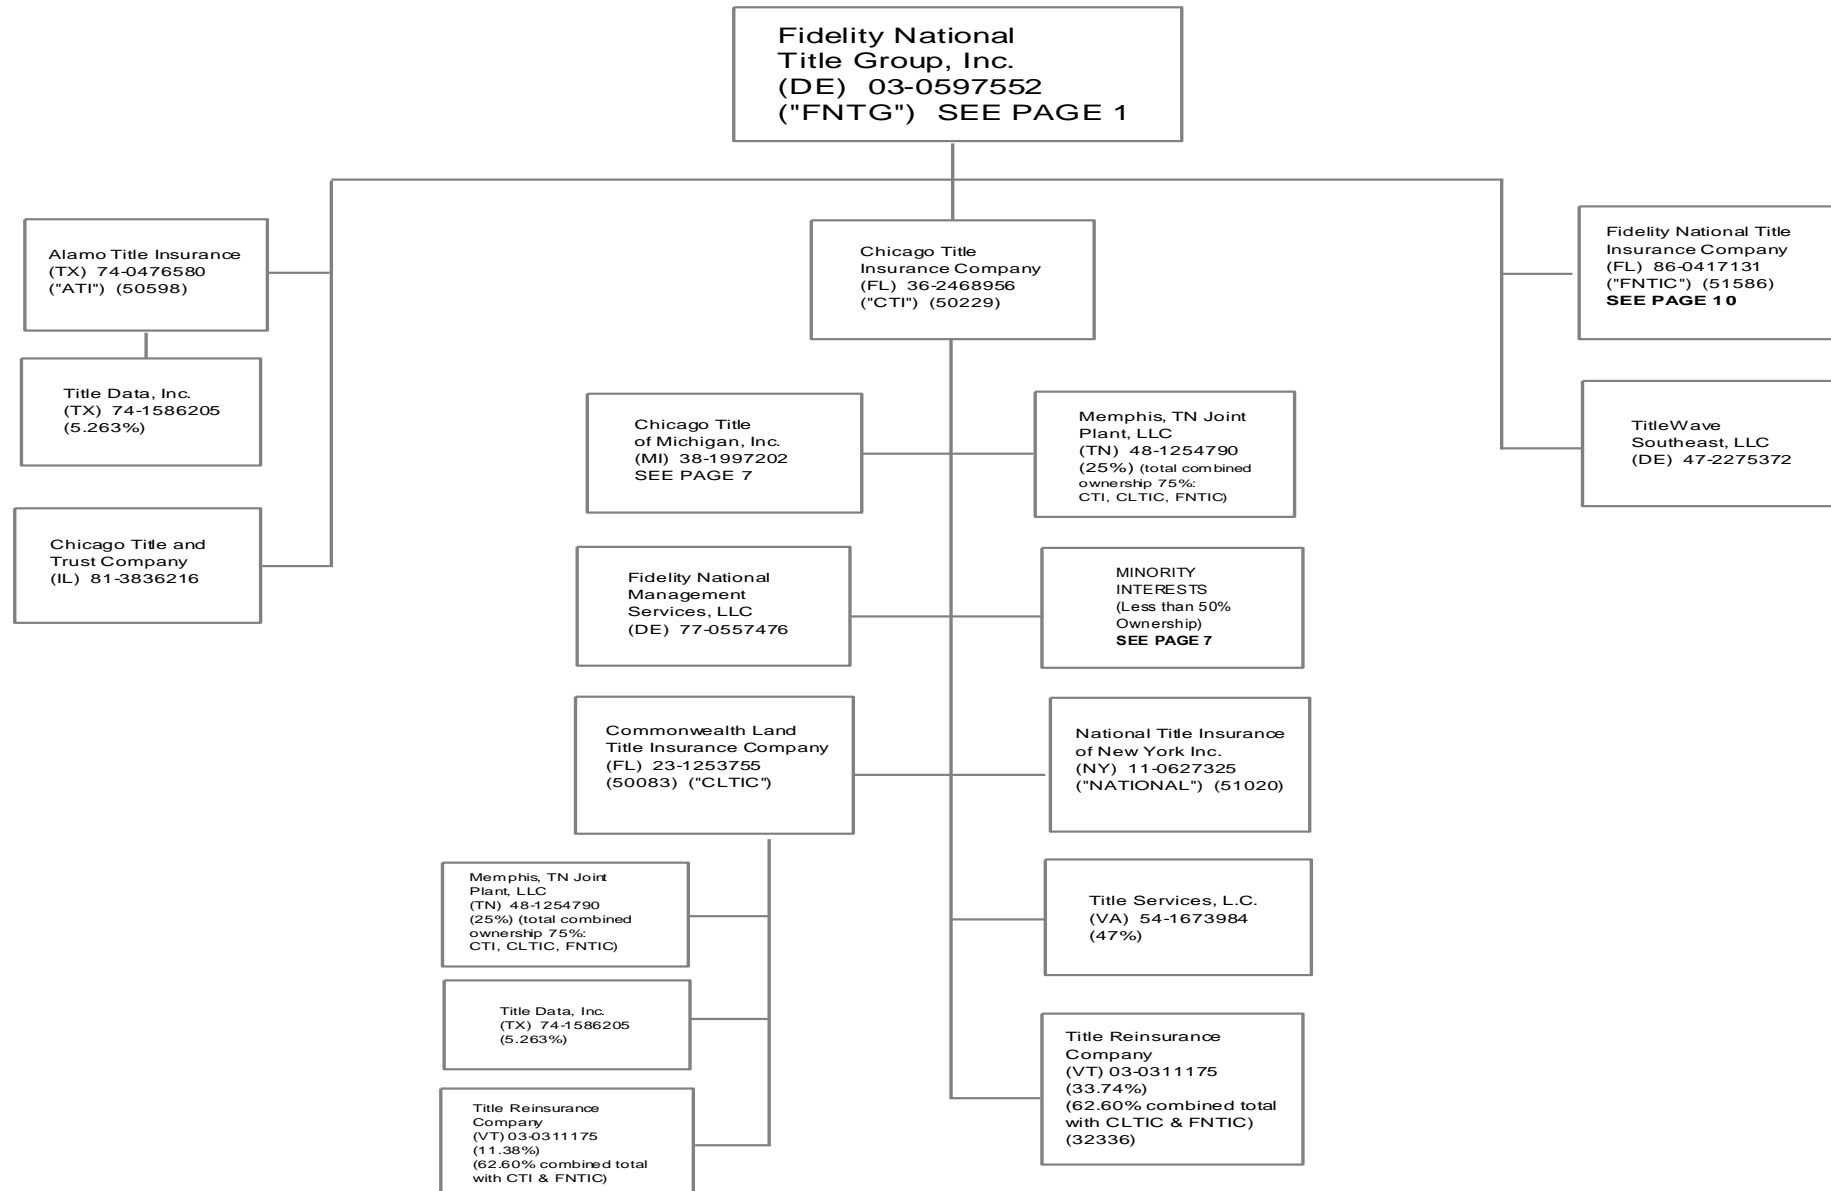 Fidelity National
Title Group, Inc.
(DE) 03-0597552
("FNTG") SEE PAGE 1
Alamo Title Insurance
(TX) 74-0476580
("ATI") (50598)
Title Data, Inc.
(TX) 74-1586205
(5.263%)
Chicago Title and
Trust Company
(IL) 81-3836216
Chicago Title
Insurance Company
(FL) 36-2468956
("CTI") (50229)
Fidelity National Title
Insurance Company
(FL) 86-0417131
("FNTIC") (51586)
SEE PAGE 10
TitleWave
Southeast, LLC
(DE) 47-2275372
Chicago Title
of Michigan, Inc.
(MI) 38-1997202
SEE PAGE 7
Memphis, TN Joint
Plant, LLC
(TN) 48-1254790
(25%) (total combined
ownership 75%:
CTI, CLTIC, FNTIC)
Fidelity National
Management
Services, LLC
(DE) 77-0557476
MINORITY
INTERESTS
(Less than 50%
Ownership)
SEE PAGE 7
Commonwealth Land
Title Insurance Company
(FL) 23-1253755
(50083) ("CLTIC")
National Title Insurance
of New York Inc.
(NY) 11-0627325
("NATIONAL") (51020)
Memphis, TN Joint
Plant, LLC
(TN) 48-1254790
(25%) (total combined
ownership 75%:
CTI, CLTIC, FNTIC)
Title Services, L.C.
(VA) 54-1673984
(47%)
Title Data, Inc.
(TX) 74-1586205
(5.263%)
Title Reinsurance
Company
(VT) 03-0311175
(33.74%)
(62.60% combined total
with CLTIC & FNTIC)
(32336)
Title Reinsurance
Company
(VT) 03-0311175
(11.38%)
(62.60% combined total
with CTI & FNTIC)